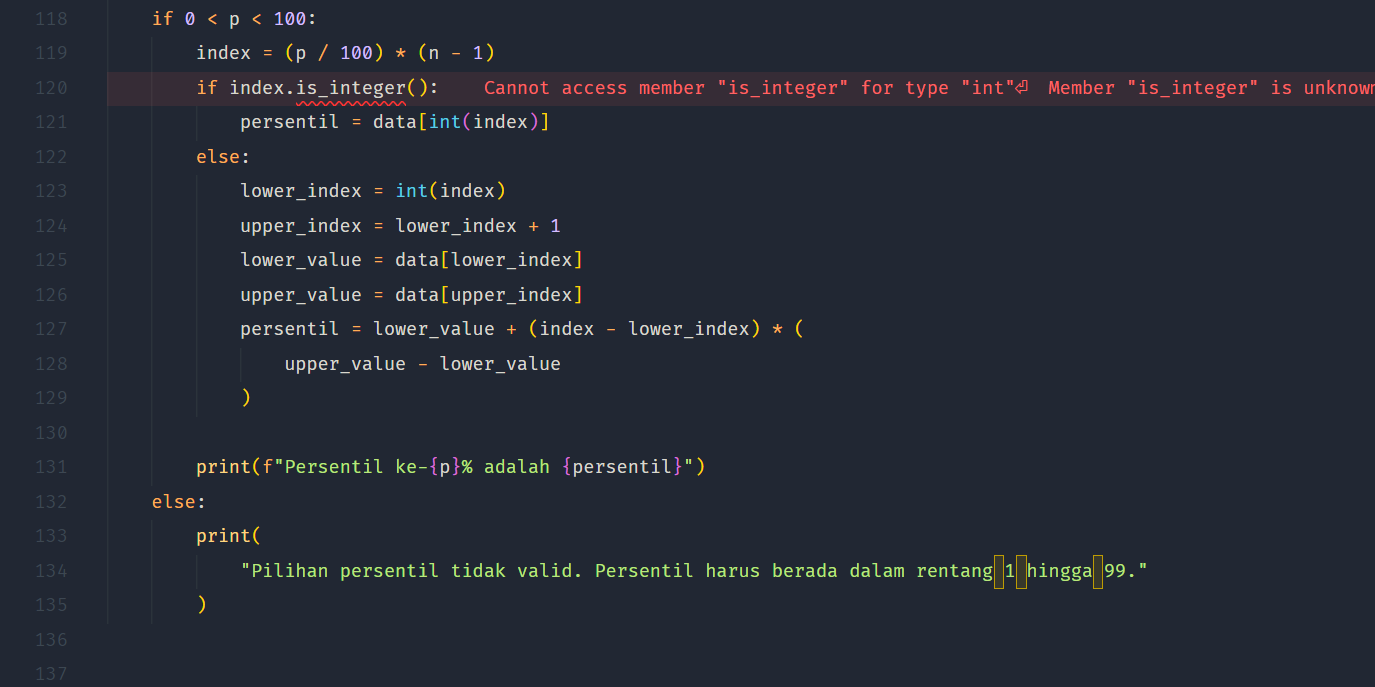 118 if 0 < p < 100:
119 index = (p / 100) * (n - 1)
120 if index.is_integer(): Cannot access member "is_integer" for type "int"⏎ Member "is_integer" is unknown
121 persentil = data[int(index)]
122 else:
123 lower_index = int(index)
124 upper_index = lower_index + 1
125 lower_value = data[lower_index]
126 upper_value = data[upper_index]
127 persentil = lower_value + (index - lower_index) * (
128 upper_value - lower_value
129 )
130
131 print(f"Persentil ke-{p}% adalah {persentil}")
132 else:
133 print(
134 "Pilihan persentil tidak valid. Persentil harus berada dalam rentang 1 hingga 99."
135 )
136
137